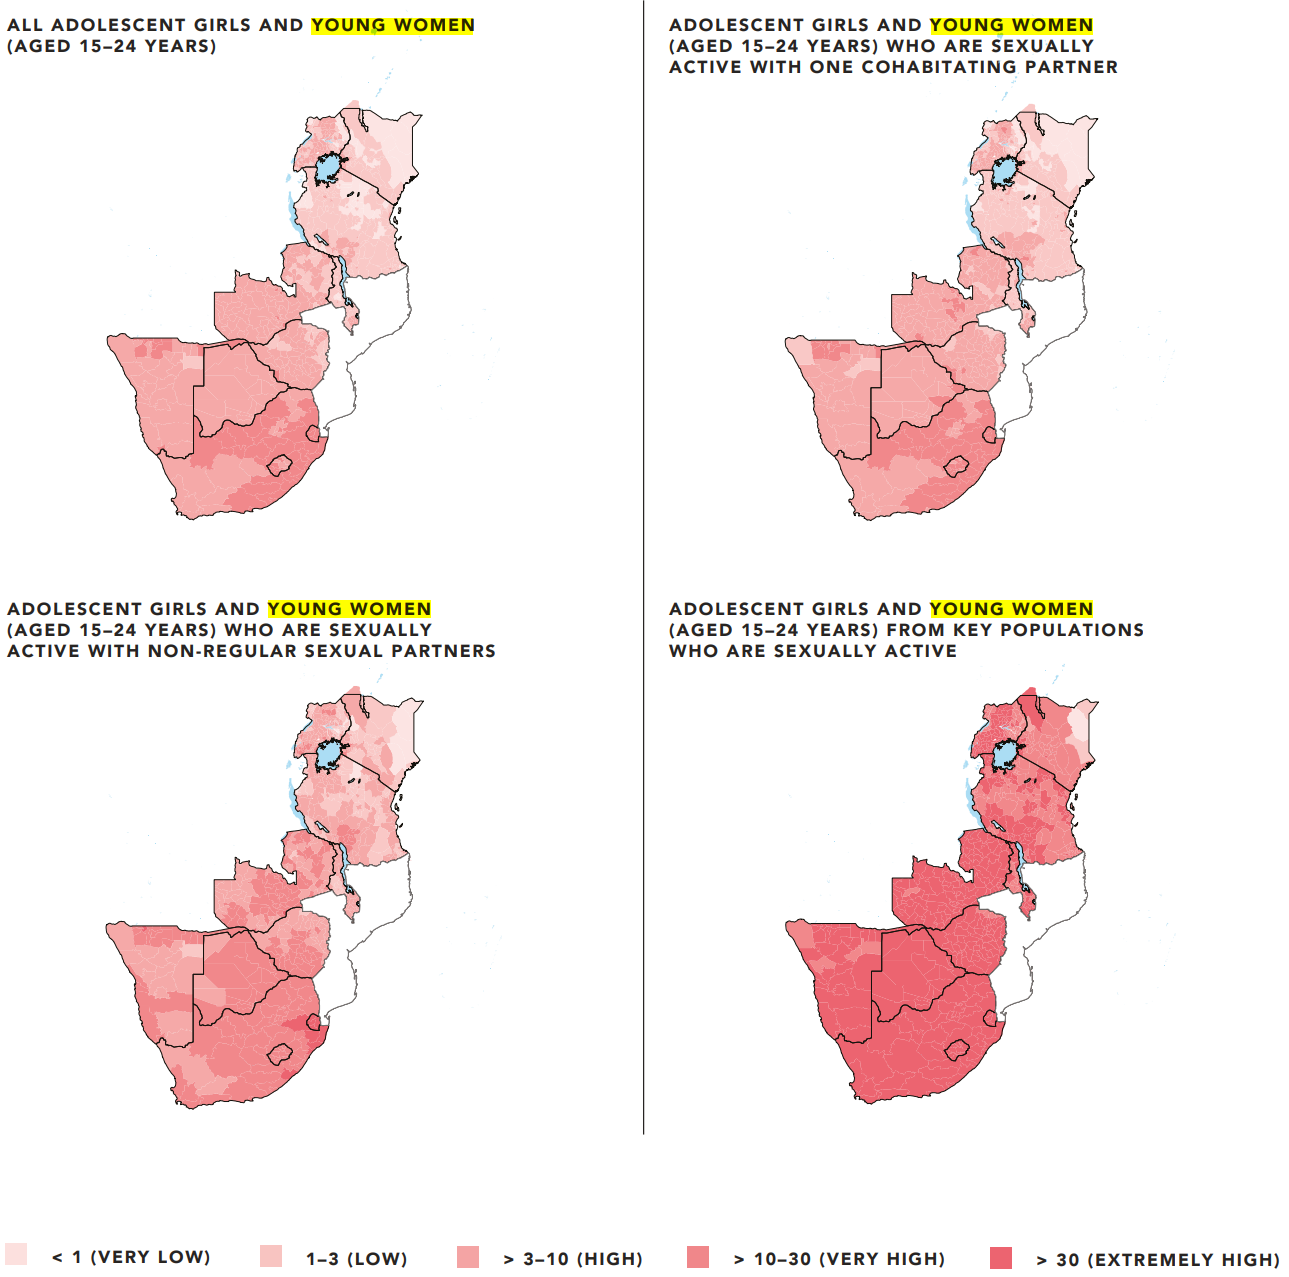 ALL ADOLESCENT GIRLS AND YOUNG WOMEN
(AGED 15–24 YEARS)
ADOLESCENT GIRLS AND YOUNG WOMEN
(AGED 15–24 YEARS) WHO ARE SEXUALLY
ACTIVE WITH ONE COHABITATING PARTNER
ADOLESCENT GIRLS AND YOUNG WOMEN
(AGED 15–24 YEARS) WHO ARE SEXUALLY
ACTIVE WITH NON-REGULAR SEXUAL PARTNERS
ADOLESCENT GIRLS AND YOUNG WOMEN
(AGED 15–24 YEARS) FROM KEY POPULATIONS
WHO ARE SEXUALLY ACTIVE
< 1 (VERY LOW)
1–3 (LOW)
> 3–10 (HIGH)
> 10–30 (VERY HIGH)
> 30 (EXTREMELY HIGH)